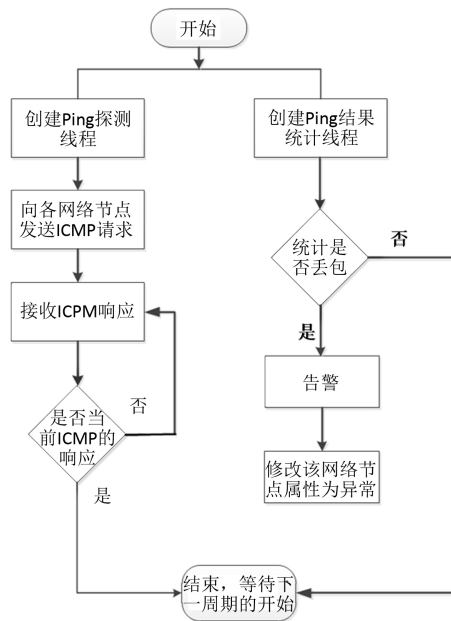 开始
创建Ping探测
线程
创建Ping结果
统计线程
向各网络节点
发送ICMP请求
统计是
否丢包
否
接收ICPM响应
是
告警
是否当
前ICMP的
响应
否
修改该网络节
点属性为异常
是
结束，等待下
一周期的开始